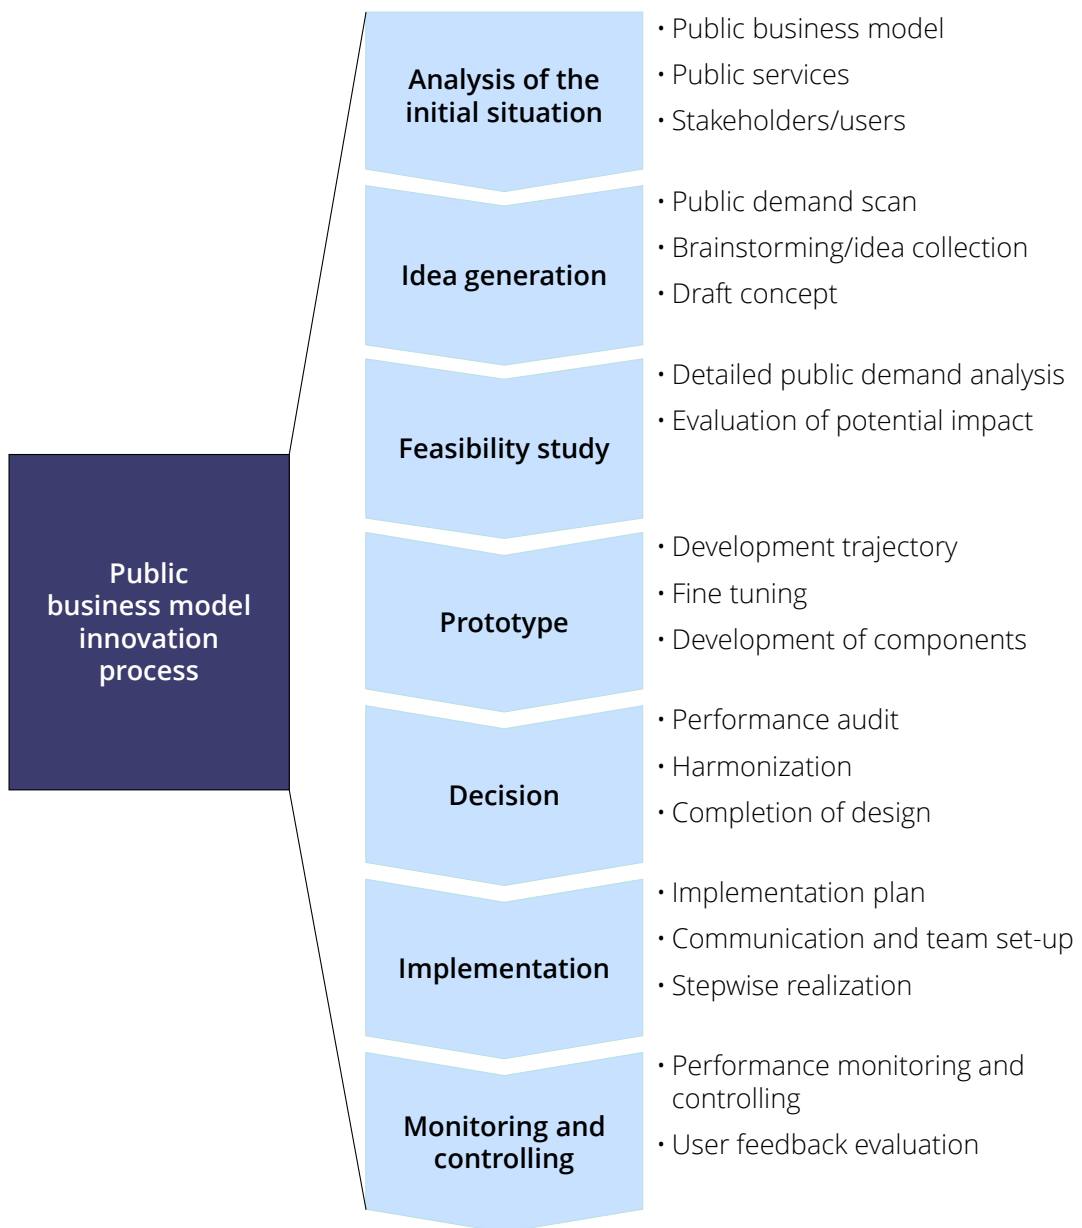 Public
business model
innovation
process
Analysis of the
initial situation
• Public business model
• Public services
• Stakeholders/users
Idea generation
• Public demand scan
• Brainstorming/idea collection
• Draft concept
Feasibility study
• Detailed public demand analysis
• Evaluation of potential impact
Prototype
• Development trajectory
• Fine tuning
• Development of components
Decision
• Performance audit
• Harmonization
• Completion of design
Implementation
• Implementation plan
• Communication and team set-up
• Stepwise realization
Monitoring and
controlling
• Performance monitoring and
controlling
• User feedback evaluation